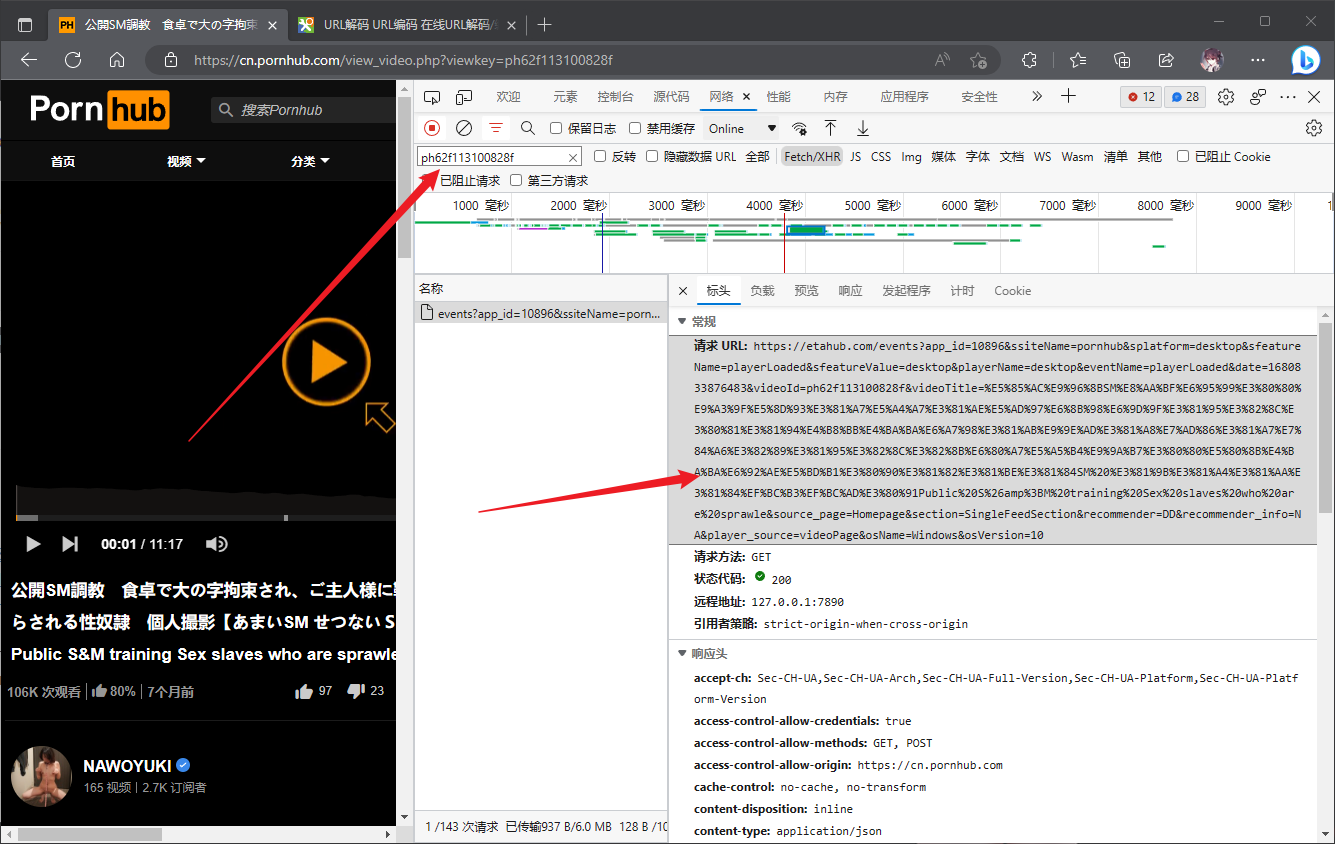 PH 公開SM調教　食卓で大の字拘束
URL解码 URL编码 在线URL解码/
https://cn.pornhub.com/view_video.php?viewkey=ph62f113100828f
Pornhub
搜索Pornhub
首页
视频
分类
欢迎
元素
控制台
源代码
网络
性能
内存
应用程序
安全性
12
28
保留日志
禁用缓存
Online
ph62f113100828f
反转
隐藏数据 URL
全部
Fetch/XHR
JS
CSS
Img
媒体
字体
文档
WS
Wasm
清单
其他
已阻止 Cookie
已阻止请求
第三方请求
1000 毫秒
2000 毫秒
3000 毫秒
4000 毫秒
5000 毫秒
6000 毫秒
7000 毫秒
8000 毫秒
9000 毫秒
名称
events?app_id=10896&ssiteName=porn...
标头
负载
预览
响应
发起程序
计时
Cookie
常规
请求 URL: https://etahub.com/events?app_id=10896&ssiteName=pornhub&splatform=desktop&sfeature
Name=playerLoaded&sfeatureValue=desktop&playerName=desktop&eventName=playerLoaded&date=1680
833876483&videoId=ph62f113100828f&videoTitle=%E5%85%AC%E9%96%8BSM%E8%AA%BF%E6%95%99%E3%80%80%
E9%A3%9F%E5%8D%93%E3%81%A7%E5%A4%A7%E3%81%AE%E5%AD%97%E6%8B%98%E6%9D%9F%E3%81%95%E3%82%8C%E
3%80%81%E3%81%94%E4%B8%BB%E4%BA%BA%E6%A7%98%E3%81%AB%E9%9E%AD%E3%81%A8%E7%AD%86%E3%81%A7%E7%
84%A6%E3%82%89%E3%81%95%E3%82%8C%E3%82%8B%E6%80%A7%E5%A5%B4%E9%9A%B7%E3%80%80%E5%80%8B%E4%B
A%BA%E6%92%AE%E5%BD%B1%E3%80%90%E3%81%82%E3%81%BE%E3%81%84SM%20%E3%81%9B%E3%81%A4%E3%81%AA%E
3%81%84%EF%BC%B3%EF%BC%AD%E3%80%91Public%20S%26amp%3BM%20training%20Sex%20slaves%20who%20ar
e%20sprawle&source_page=Homepage&section=SingleFeedSection&recommender=DD&recommender_info=N
A&player_source=videoPage&osName=Windows&osVersion=10
请求方法: GET
状态代码: 200
远程地址: 127.0.0.1:7890
引用者策略: strict-origin-when-cross-origin
响应头
accept-ch: Sec-CH-UA,Sec-CH-UA-Arch,Sec-CH-UA-Full-Version,Sec-CH-UA-Platform,Sec-CH-UA-Platf
orm-Version
access-control-allow-credentials: true
access-control-allow-methods: GET, POST
access-control-allow-origin: https://cn.pornhub.com
cache-control: no-cache, no-transform
content-disposition: inline
content-type: application/json
00:01 / 11:17
公開SM調教　食卓で大の字拘束され、ご主人様に
らされる性奴隷　個人撮影【あまいSM せつないS
Public S&M training Sex slaves who are sprawle
106K 次观看
80%
7个月前
97
23
NAWOYUKI
165 视频 | 2.7K 订阅者
1 /143 次请求
已传输937 B/6.0 MB
128 B /10